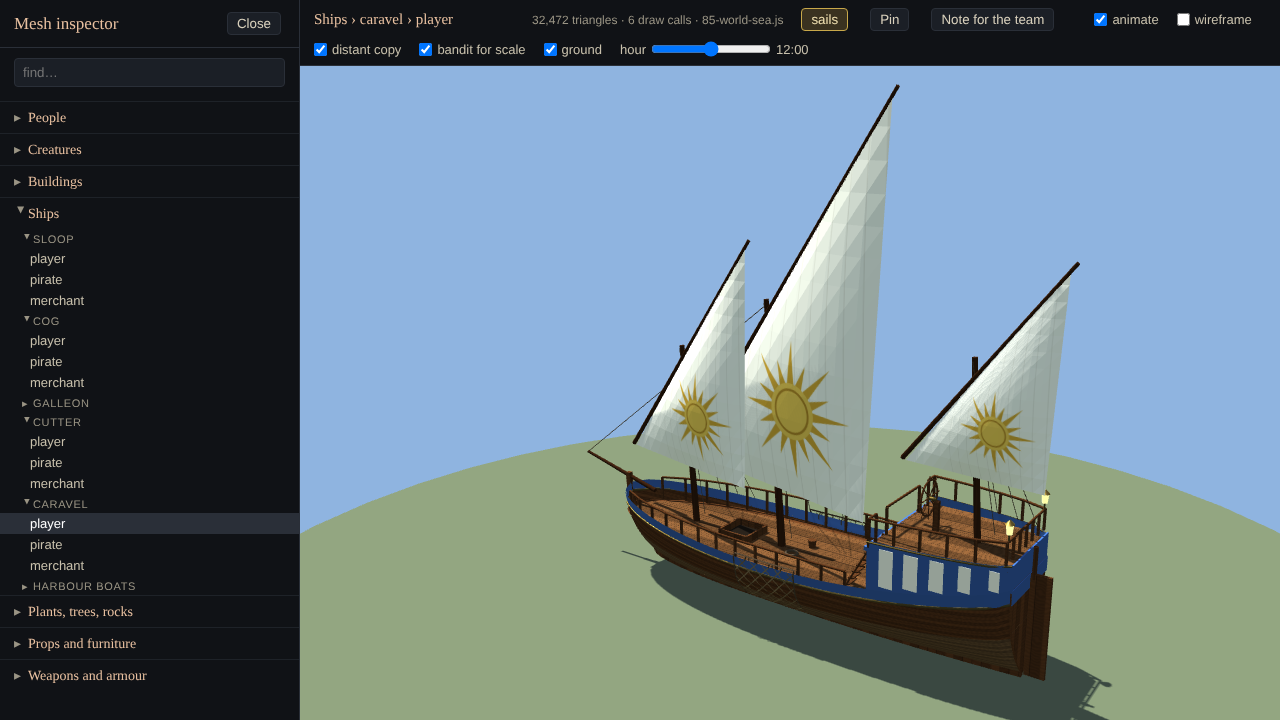 Mesh inspector
Close
find...
People
Creatures
Buildings
Ships
SLOOP
player
pirate
merchant
COG
player
pirate
merchant
GALLEON
CUTTER
player
pirate
merchant
CARAVEL
player
pirate
merchant
HARBOUR BOATS
Plants, trees, rocks
Props and furniture
Weapons and armour
Ships › caravel › player
32,472 triangles · 6 draw calls · 85-world-sea.js
sails
Pin
Note for the team
animate
wireframe
distant copy
bandit for scale
ground
hour
12:00